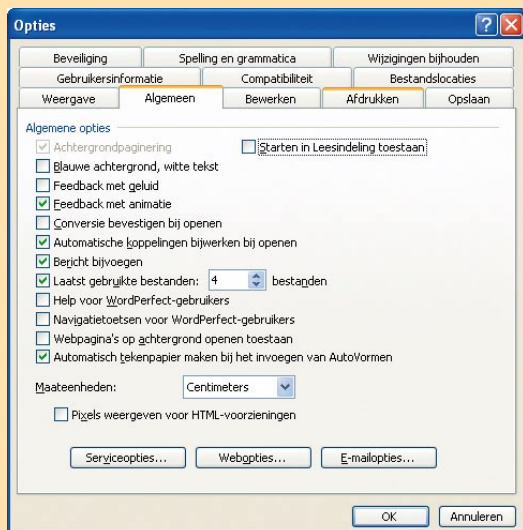 Opties
Beveiliging Spelling en grammatica Wijzigingen bijhouden
Gebruikersinformatie Compatibiliteit Bestandslocaties
Weergave Algemeen Bewerken Afdrukken Opslaan
Algemene opties
Achtergrondpaginering Starten in Leesindeling toestaan
Blauwe achtergrond, witte tekst
Feedback met geluid
Feedback met animatie
Conversie bevestigen bij openen
Automatische koppelingen bijwerken bij openen
Bericht bijvoegen
Laatst gebruikte bestanden: 4 bestanden
Help voor WordPerfect-gebruikers
Navigatietoetsen voor WordPerfect-gebruikers
Webpagina's op achtergrond openen toestaan
Automatisch tekenpapier maken bij het invoegen van AutoVormen
Maateenheden: Centimeters
Pixels weergeven voor HTML-voorzieningen
Serviceopties... Webopties... E-mailopties...
OK Annuleren